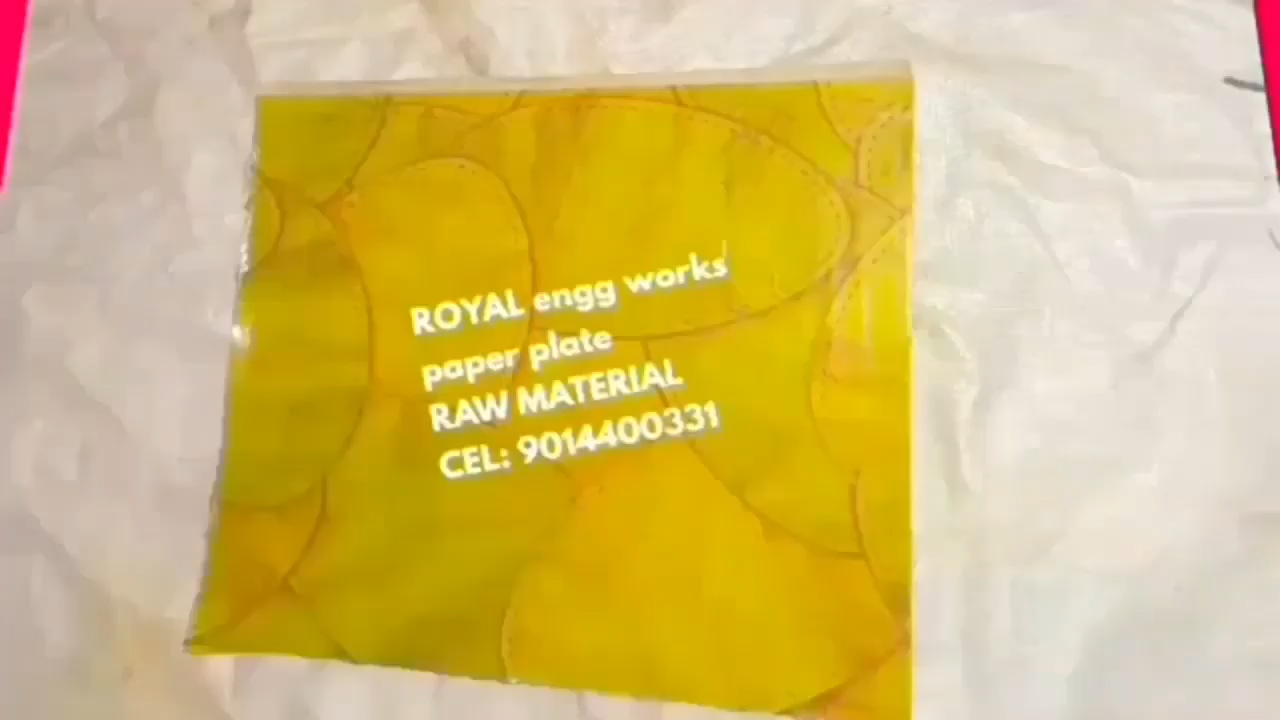 ROYAL engg works
paper plate
RAW MATERIAL
CEL: 9014400331